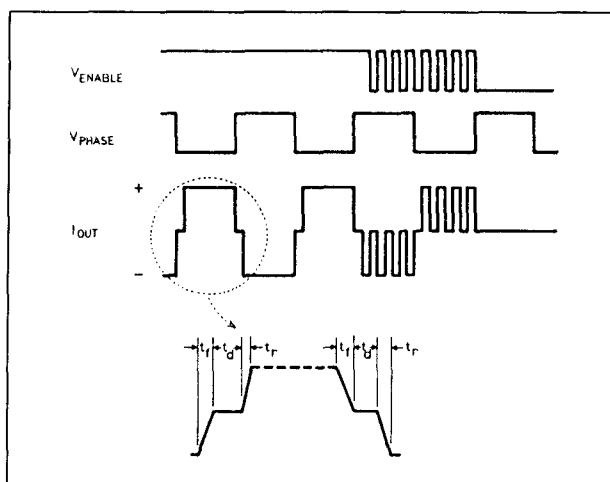 VENABLE
VPHASE
+
IOUT
−
tf td tr tf td tr